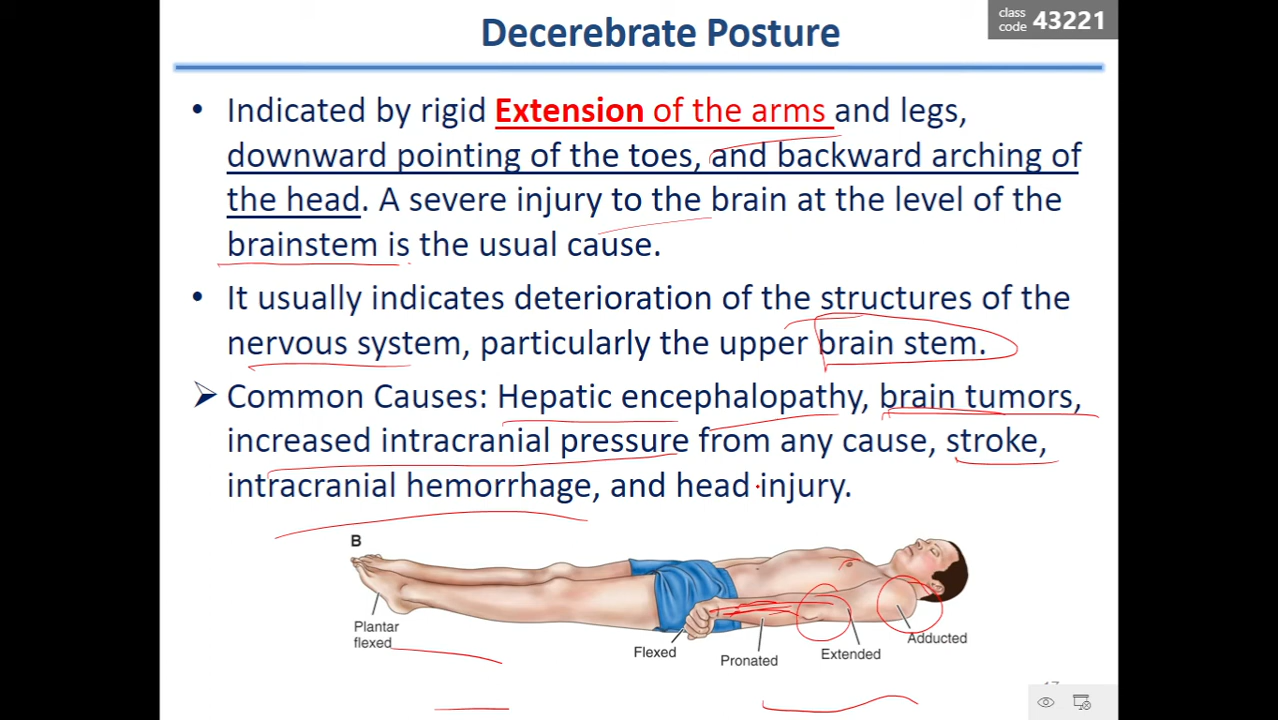 Decerebrate Posture
class
code 43221
• Indicated by rigid Extension of the arms and legs,
downward pointing of the toes, and backward arching of
the head. A severe injury to the brain at the level of the
brainstem is the usual cause.
• It usually indicates deterioration of the structures of the
nervous system, particularly the upper brain stem.
➢ Common Causes: Hepatic encephalopathy, brain tumors,
increased intracranial pressure from any cause, stroke,
intracranial hemorrhage, and head injury.
B
Plantar
flexed
Flexed
Pronated
Extended
Adducted